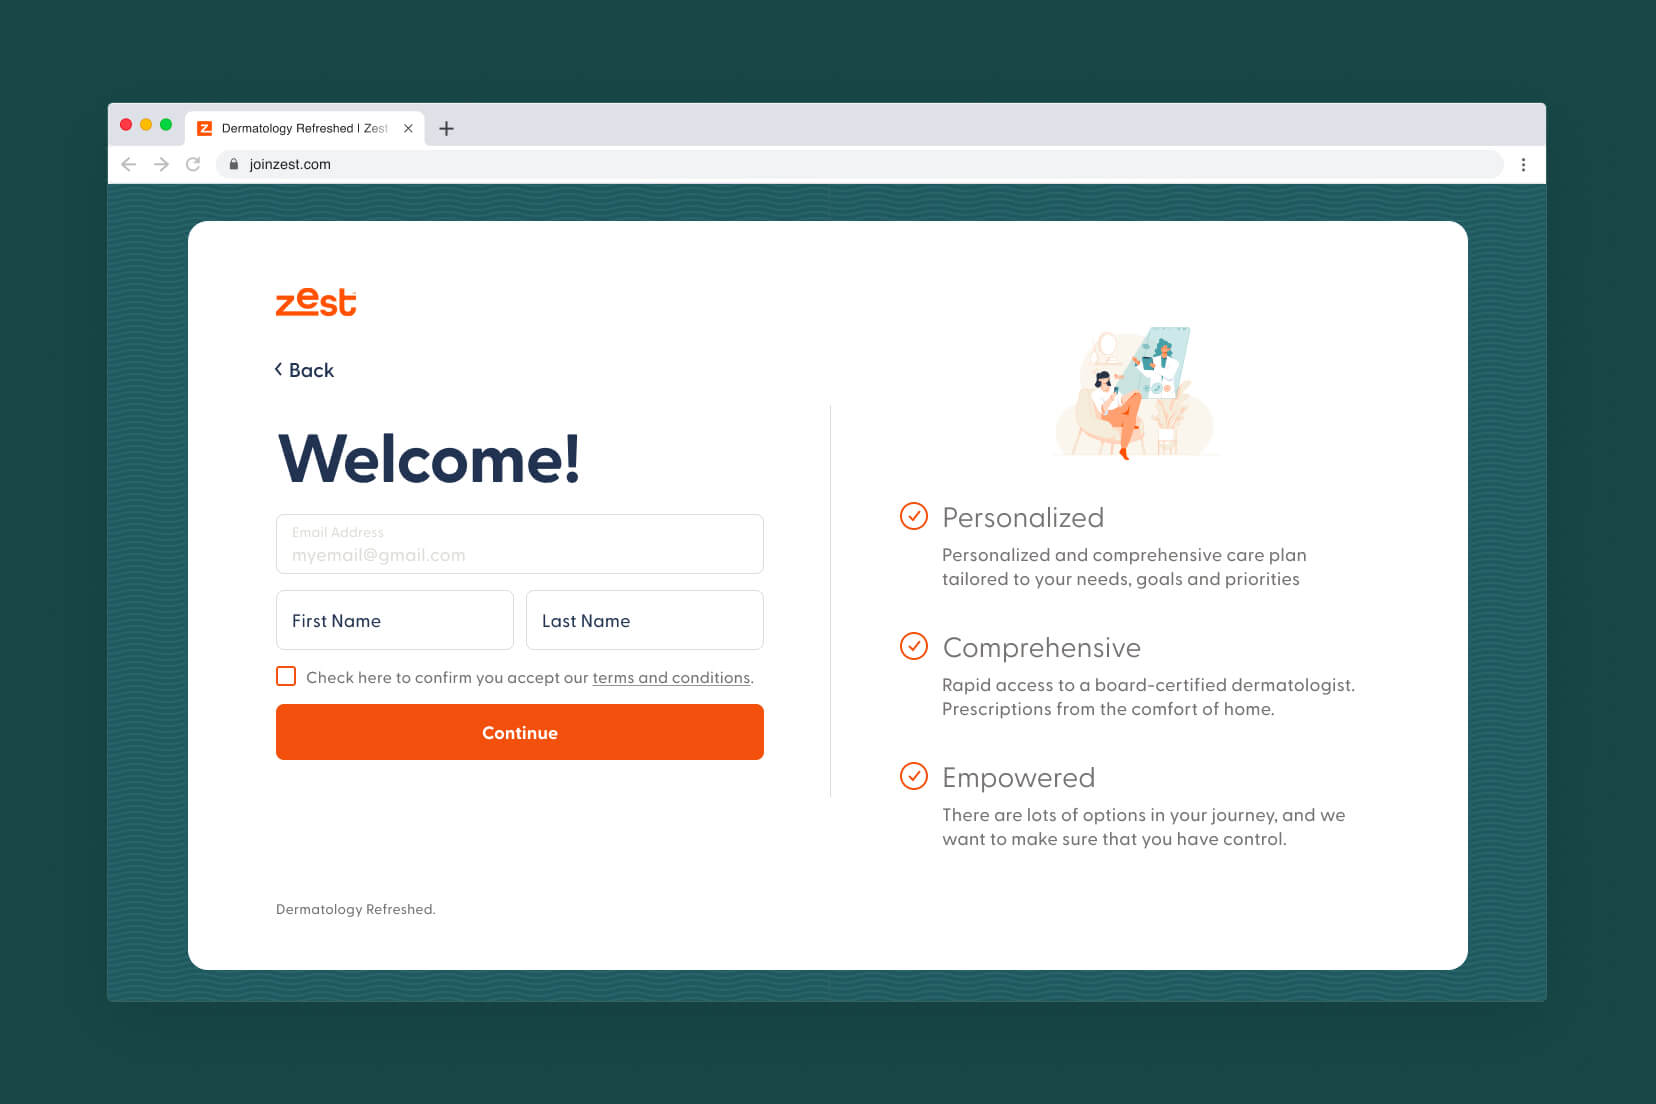 Dermatology Refreshed | Zest
joinzest.com
zest
Back
Welcome!
Email Address
myemail@gmail.com
First Name
Last Name
Check here to confirm you accept our terms and conditions.
Continue
Dermatology Refreshed.
Personalized
Personalized and comprehensive care plan
tailored to your needs, goals and priorities
Comprehensive
Rapid access to a board-certified dermatologist.
Prescriptions from the comfort of home.
Empowered
There are lots of options in your journey, and we
want to make sure that you have control.